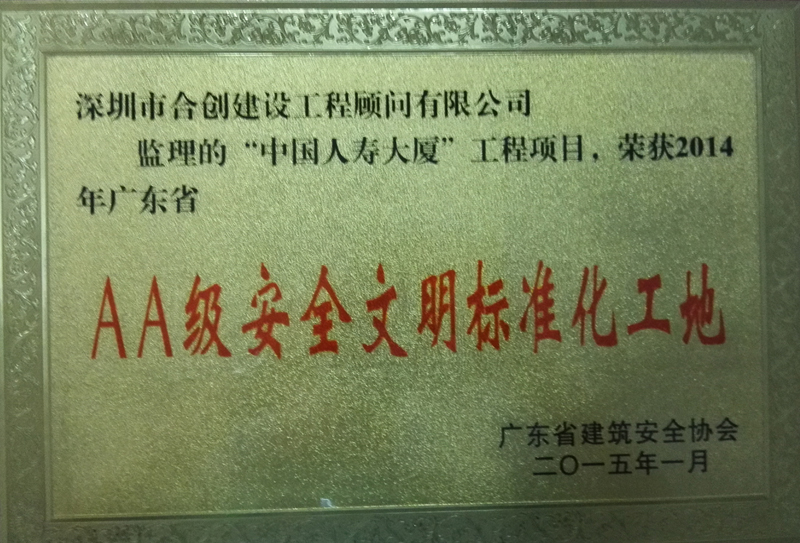 深圳市合创建设工程顾问有限公司
监理的“中国人寿大厦”工程项目，荣获2014
年广东省
AA级安全文明标准化工地
广东省建筑安全协会
二〇一五年一月